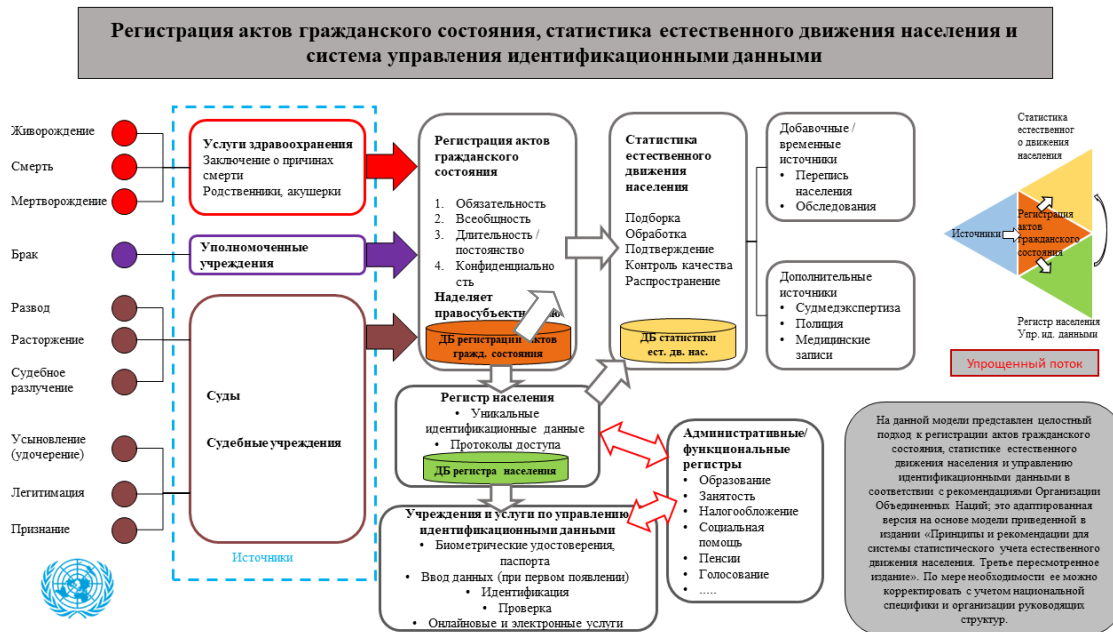 Регистрация актов гражданского состояния, статистика естественного движения населения и
система управления идентификационными данными
Живорождение
Смерть
Мертворождение
Брак
Развод
Расторжение
Судебное
разлучение
Усыновление
(удочерение)
Легитимация
Признание
Услуги здравоохранения
Заключение о причинах
смерти
Родственники, акушерки
Уполномоченные
учреждения
Суды
Судебные учреждения
Источники
Регистрация актов
гражданского
состояния
1. Обязательность
2. Всеобщность
3. Длительность /
постоянство
4. Конфиденциально
сть
Наделяет
правосубъектностью
ДБ регистрации актов
гражд. состояния
Статистика
естественного
движения
населения
Подборка
Обработка
Подтверждение
Контроль качества
Распространение
ДБ статистики
ест. дв. нас.
Добавочные /
временные
источники
• Перепись
населения
• Обследования
Дополнительные
источники
• Судмедэкспертиза
• Полиция
• Медицинские
записи
Регистр населения
• Уникальные
идентификационные данные
• Протоколы доступа
ДБ регистра населения
Учреждения и услуги по управлению
идентификационными данными
• Биометрические удостоверения,
паспорта
• Ввод данных (при первом появлении)
• Идентификация
• Проверка
• Онлайновые и электронные услуги
Административные/
функциональные
регистры
• Образование
• Занятость
• Налогообложение
• Социальная
помощь
• Пенсии
• Голосование
• .....
Статистика
естественног
о движения
населения
Источники
Регистрация
актов
гражданского
состояния
Регистр населения
Упр. ид. данными
Упрощенный поток
На данной модели представлен целостный
подход к регистрации актов гражданского
состояния, статистике естественного
движения населения и управлению
идентификационными данными в
соответствии с рекомендациями Организации
Объединенных Наций; это адаптированная
версия на основе модели приведенной в
издании «Принципы и рекомендации для
системы статистического учета естественного
движения населения. Третье пересмотренное
издание». По мере необходимости ее можно
корректировать с учетом национальной
специфики и организации руководящих
структур.